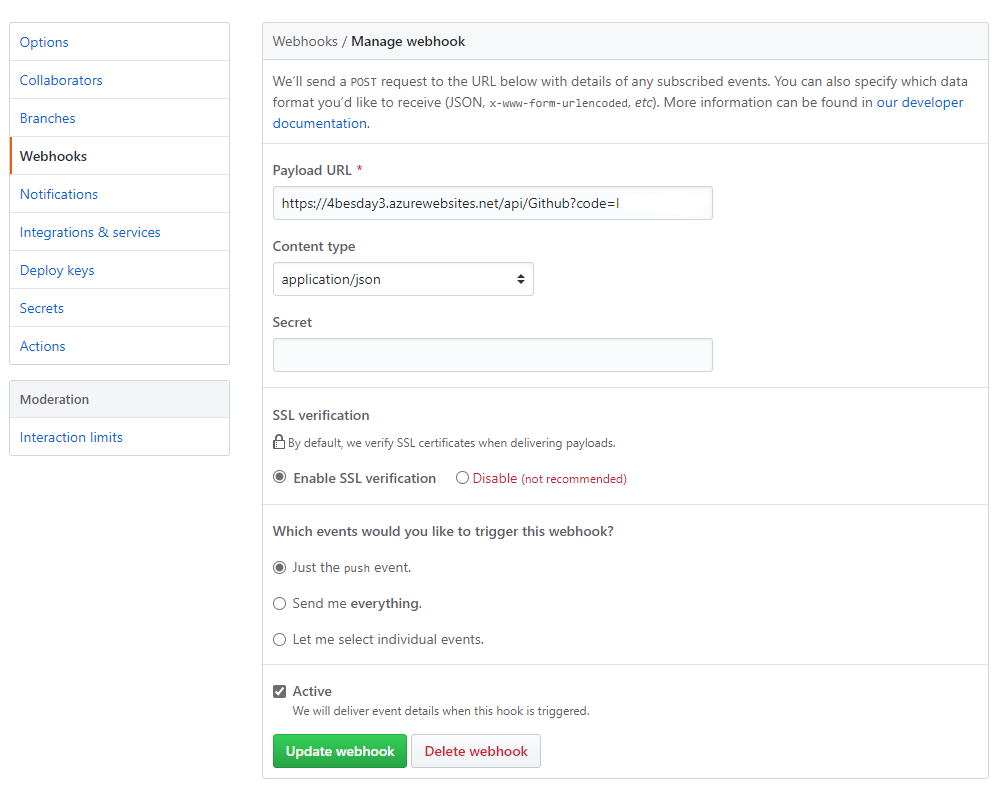 Options
Collaborators
Branches
Webhooks
Notifications
Integrations & services
Deploy keys
Secrets
Actions
Moderation
Interaction limits
Webhooks / Manage webhook
We'll send a POST request to the URL below with details of any subscribed events. You can also specify which data
format you'd like to receive (JSON, x-www-form-urlencoded, etc). More information can be found in our developer
documentation.
Payload URL *
https://4besday3.azurewebsites.net/api/Github?code=
Content type
application/json
Secret
SSL verification
By default, we verify SSL certificates when delivering payloads.
Enable SSL verification Disable (not recommended)
Which events would you like to trigger this webhook?
Just the push event.
Send me everything.
Let me select individual events.
Active
We will deliver event details when this hook is triggered.
Update webhook Delete webhook